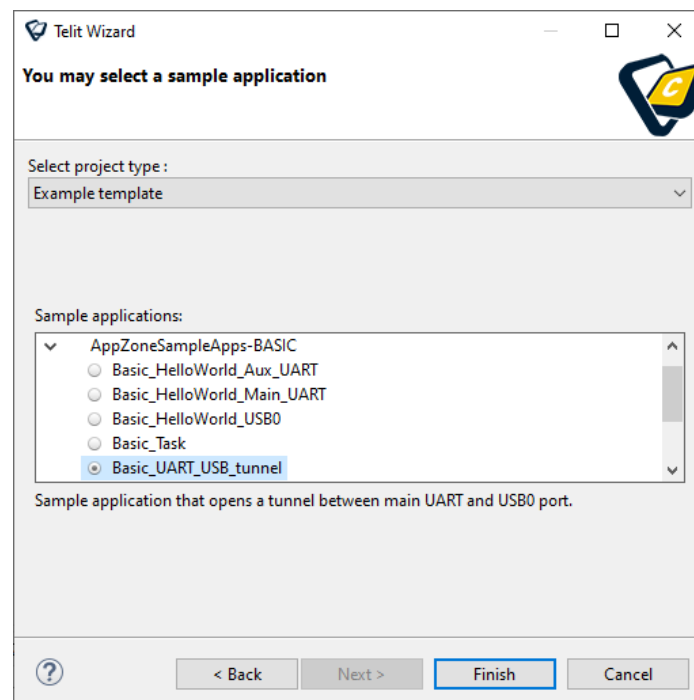 Telit Wizard
You may select a sample application
C
Select project type :
Example template
Sample applications:
AppZoneSampleApps-BASIC
Basic_HelloWorld_Aux_UART
Basic_HelloWorld_Main_UART
Basic_HelloWorld_USB0
Basic_Task
Basic_UART_USB_tunnel
Sample application that opens a tunnel between main UART and USB0 port.
? < Back Next > Finish Cancel